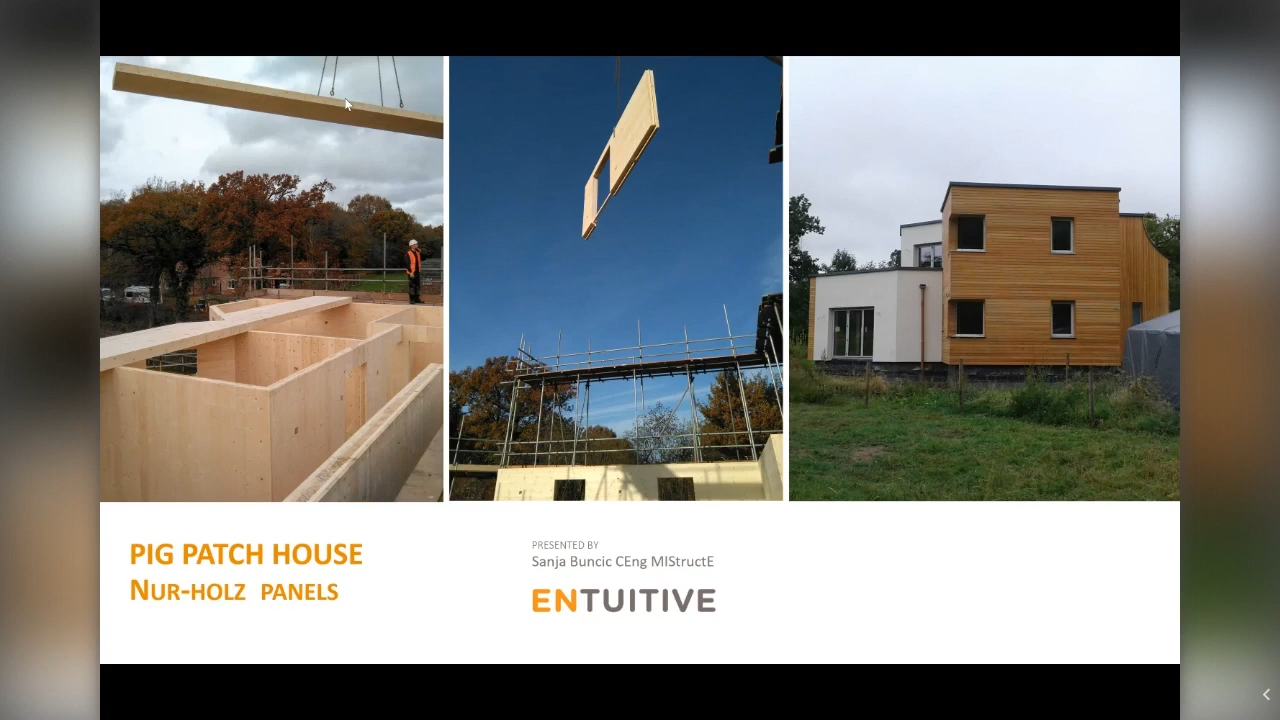 PIG PATCH HOUSE
NUR-HOLZ PANELS
PRESENTED BY
Sanja Buncic CEng MIStructE
ENTUITIVE